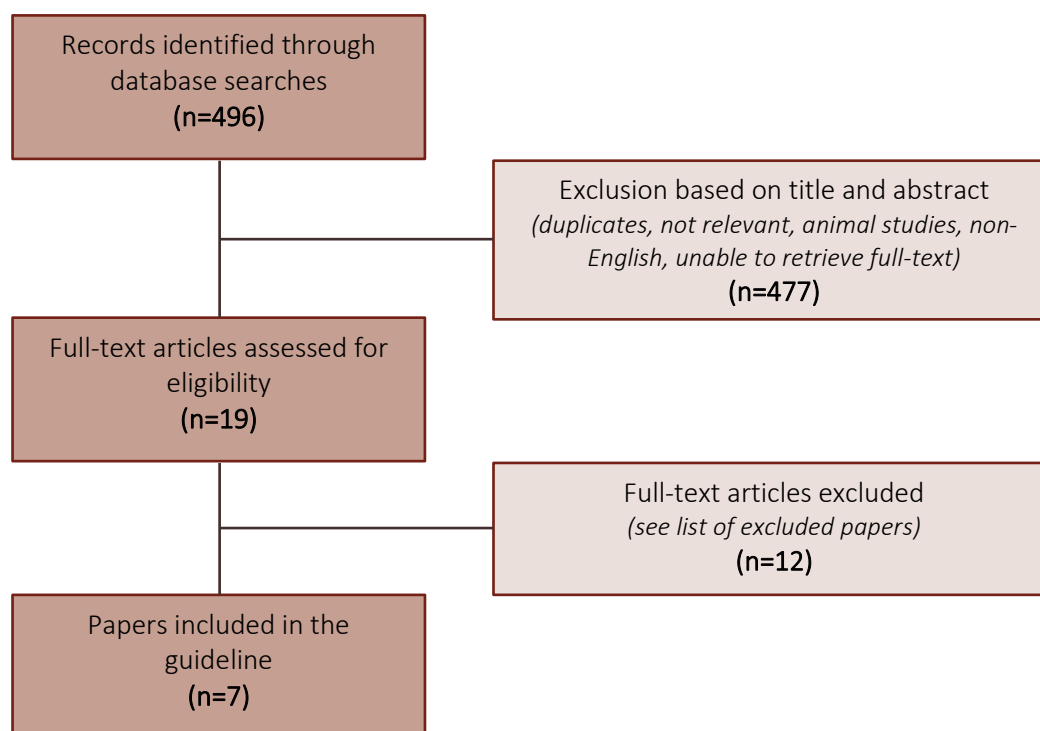 Records identified through
database searches
(n=496)
Exclusion based on title and abstract
(duplicates, not relevant, animal studies, non-
English, unable to retrieve full-text)
(n=477)
Full-text articles assessed for
eligibility
(n=19)
Full-text articles excluded
(see list of excluded papers)
(n=12)
Papers included in the
guideline
(n=7)